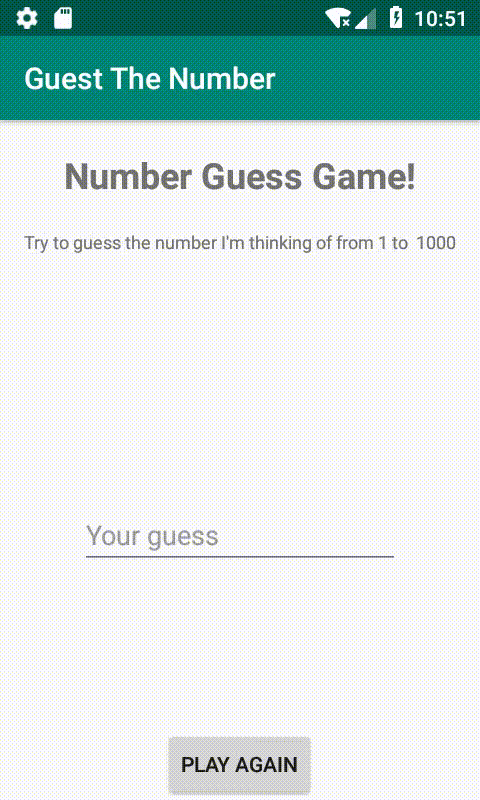 10:51
Guest The Number
Number Guess Game!
Try to guess the number I'm thinking of from 1 to 1000
Your guess
PLAY AGAIN